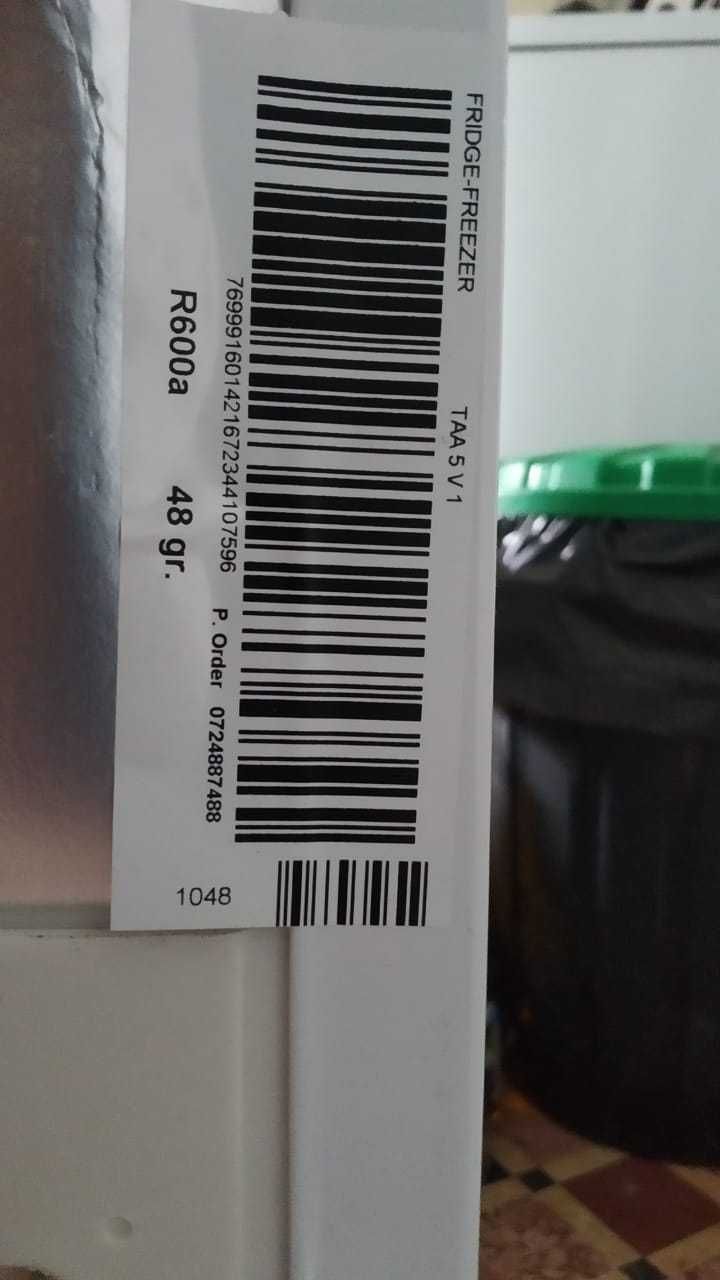 FRIDGE-FREEZER TAA 5 V 1
769991601421672344107596
P. Order 0724887488
R600a 48 gr.
1048